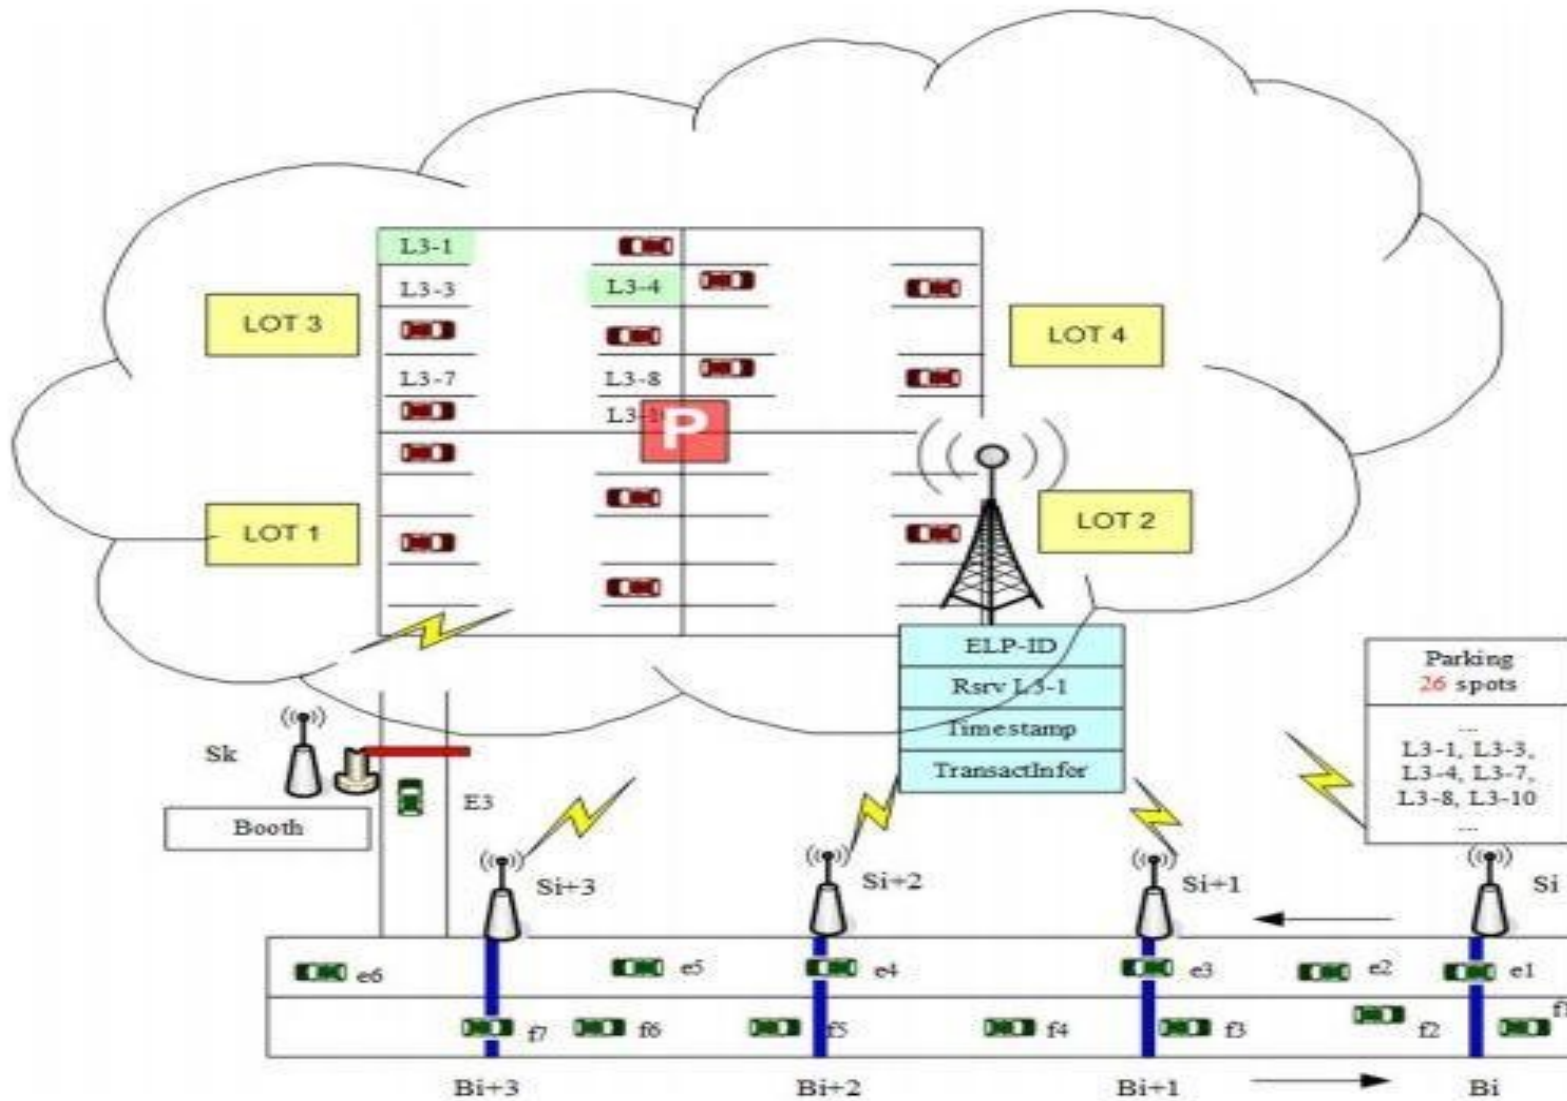 L3-1
L3-3
L3-4
LOT 3
LOT 4
L3-7
L3-8
P
LOT 1
LOT 2
ELP-ID
Rsrv L3-1
Timestamp
TransactInfor
Parking
26 spots
...
L3-1, L3-3,
L3-4, L3-7,
L3-8, L3-10
...
Sk
E3
Booth
Si+3
Si+2
Si+1
Si
e6
e5
e4
e3
e2
e1
f7
f6
f5
f4
f3
f2
Bi+3
Bi+2
Bi+1
Bi